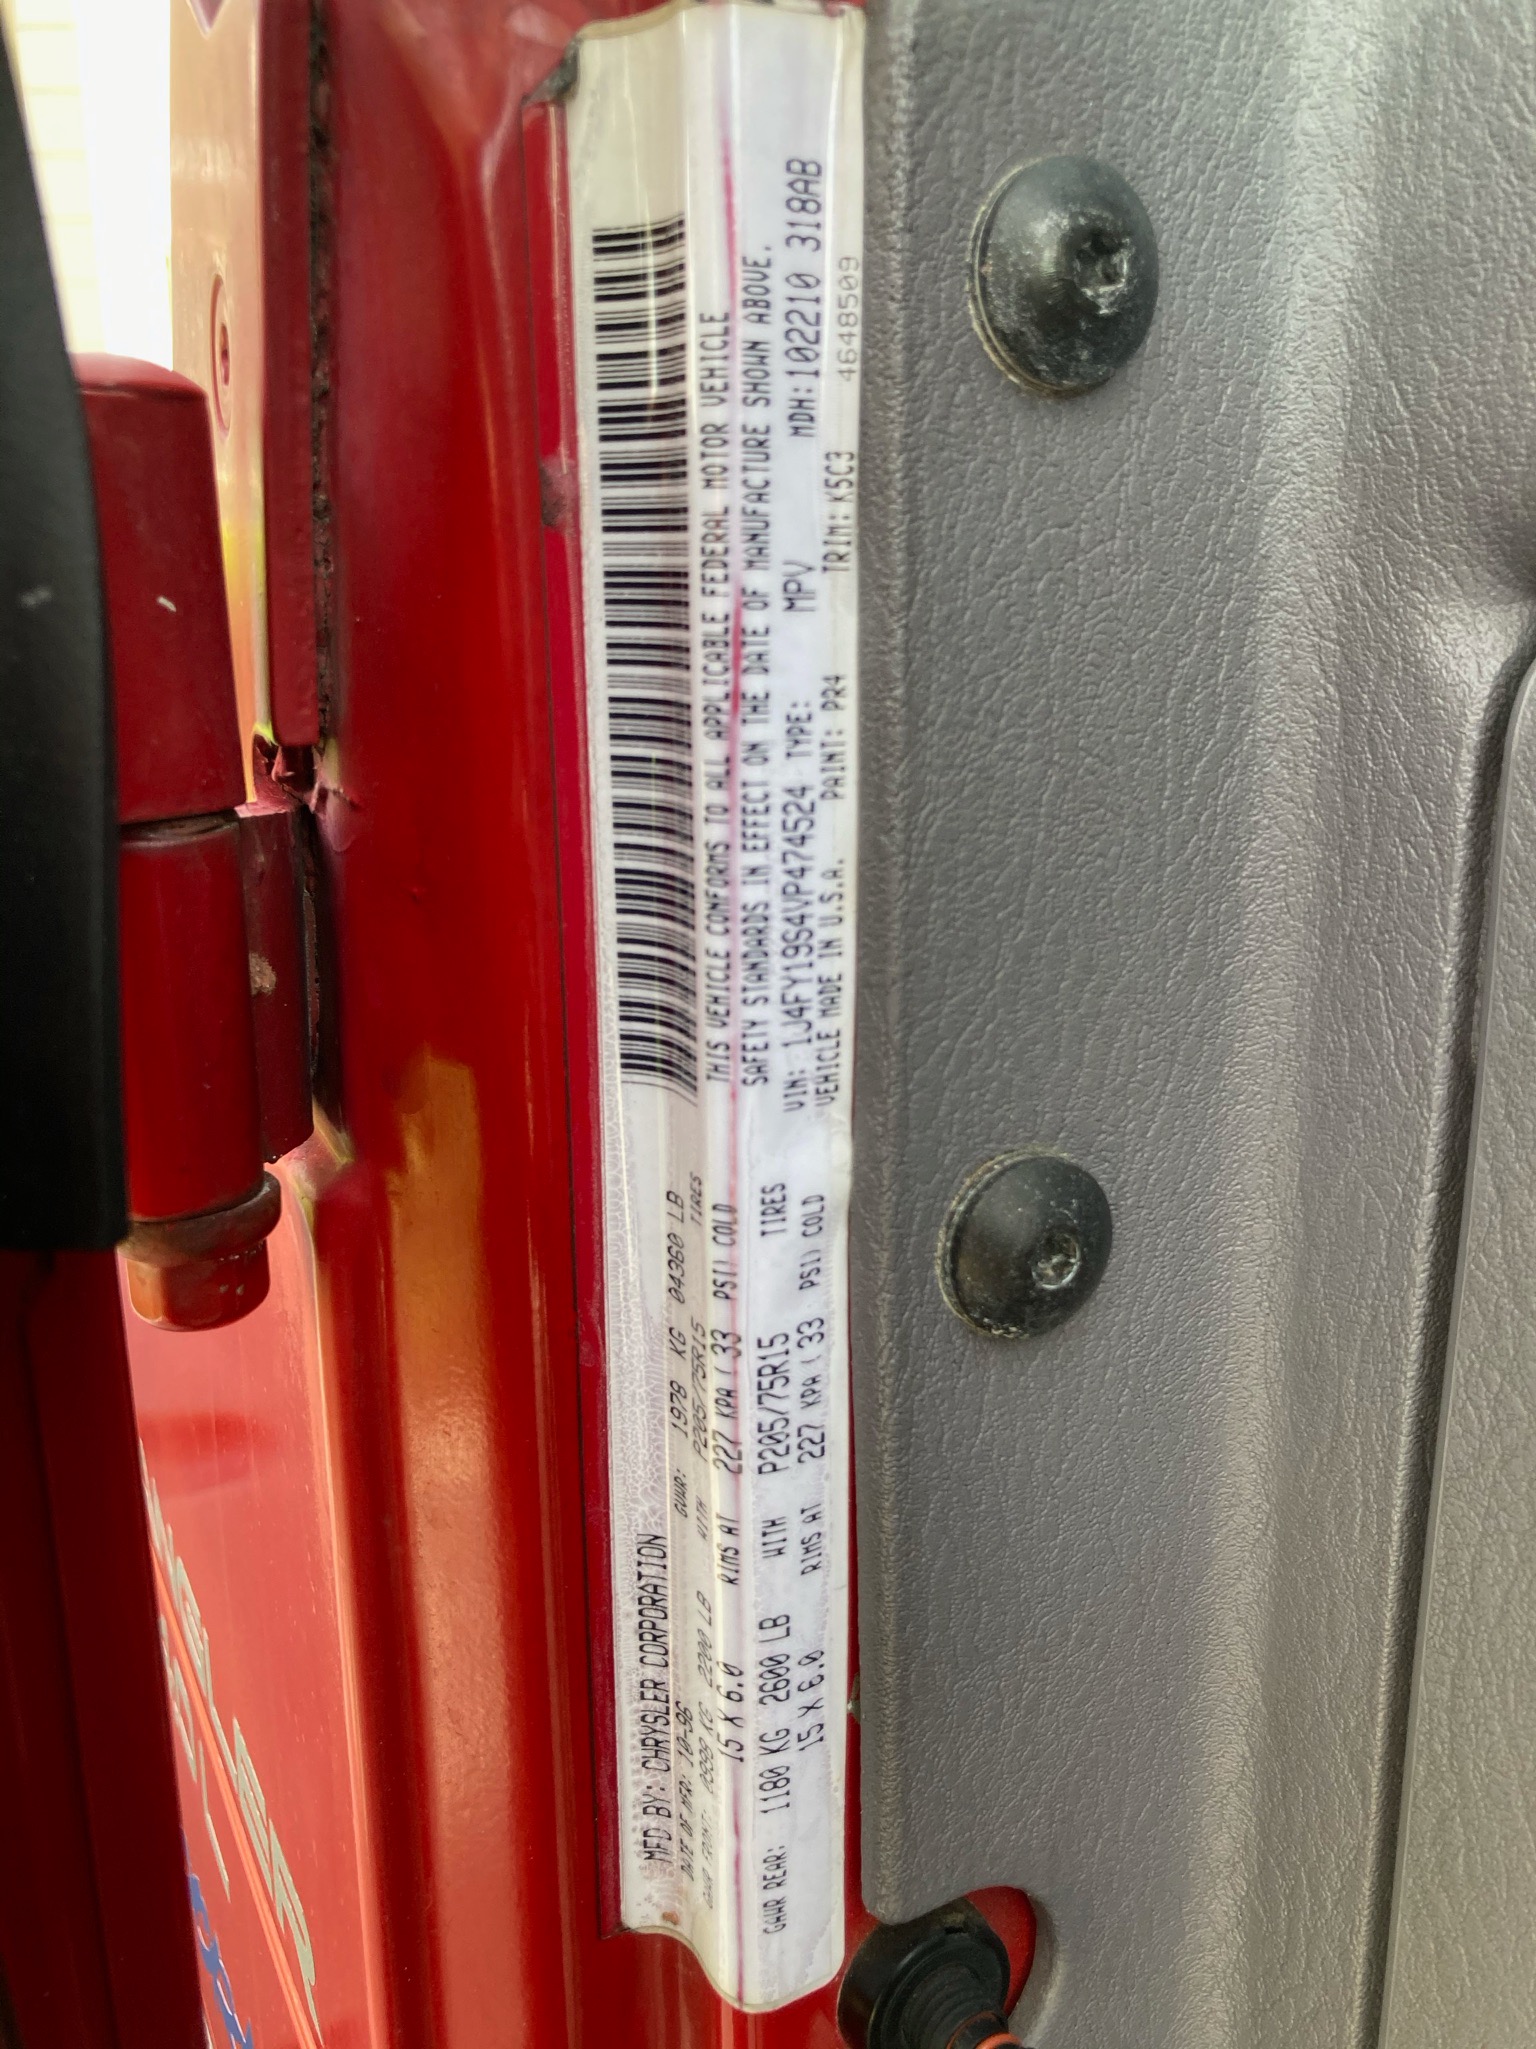 MFD BY: CHRYSLER CORPORATION
DATE OF MFR: 10-96 GVWR: 1978 KG 04360 LB
GAWR FRONT: 0998 KG 2200 LB WITH P205/75R15 TIRES
15 X 6.0 RIMS AT 227 KPA ( 33 PSI) COLD
GAWR REAR: 1180 KG 2600 LB WITH P205/75R15 TIRES
15 X 6.0 RIMS AT 227 KPA ( 33 PSI) COLD
THIS VEHICLE CONFORMS TO ALL APPLICABLE FEDERAL MOTOR VEHICLE
SAFETY STANDARDS IN EFFECT ON THE DATE OF MANUFACTURE SHOWN ABOVE.
VIN: 1J4FY19S4VP474524 TYPE: MPV MDH: 102210 318AB
VEHICLE MADE IN U.S.A. PAINT: PR4 TRIM: K5C3 4648509